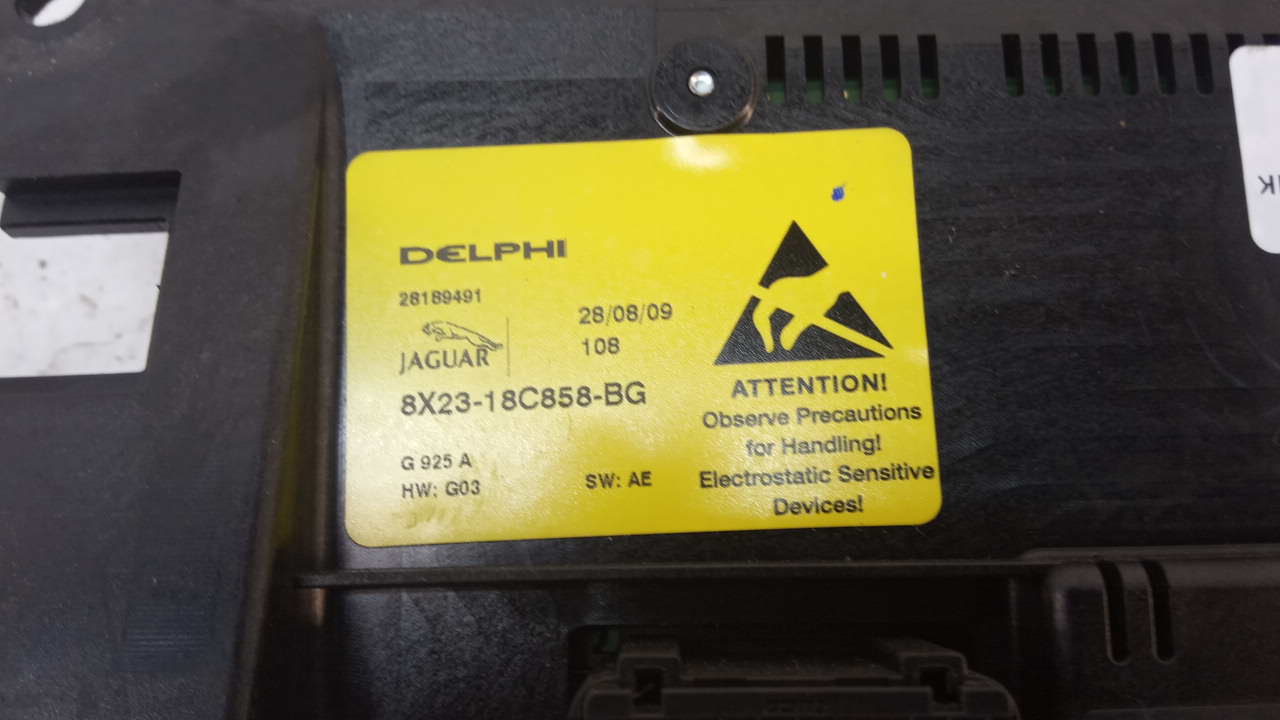 DELPHI
28189491
JAGUAR
28/08/09
108
8X23-18C858-BG
G 925 A
HW: G03
SW: AE
ATTENTION!
Observe Precautions
for Handling!
Electrostatic Sensitive
Devices!